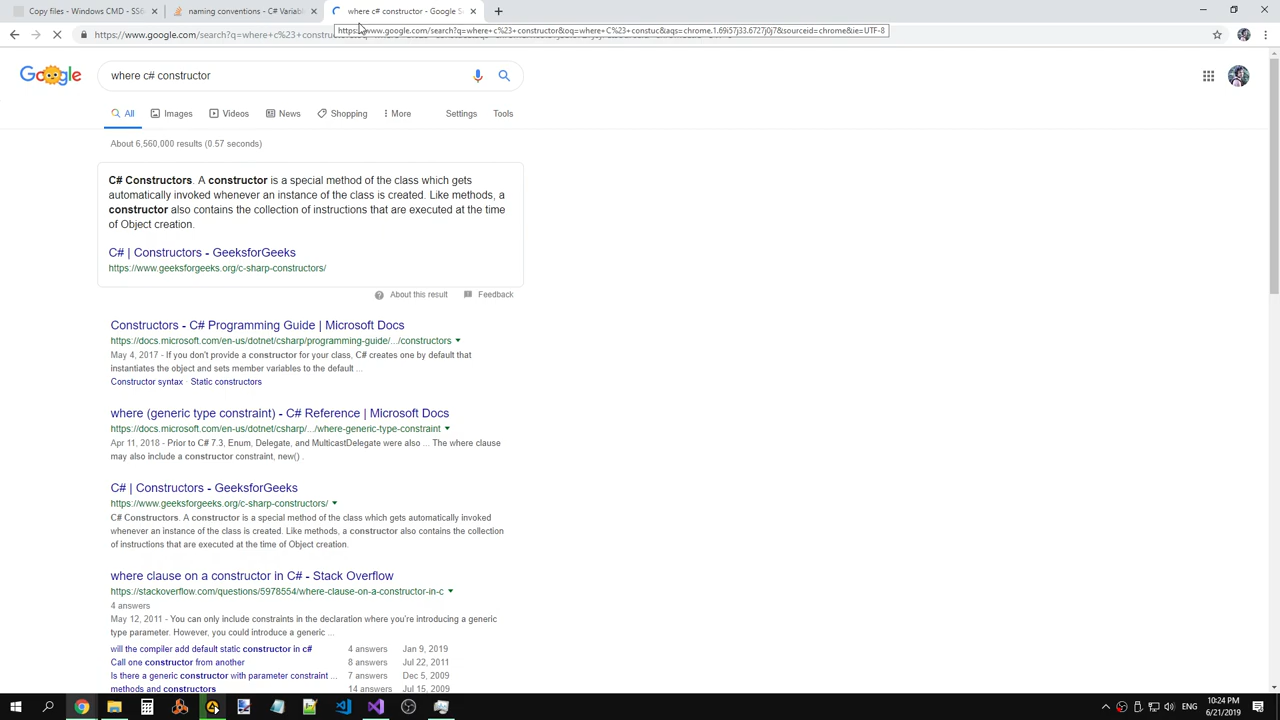 Copy files - CMD - SS6
naming conventions - C# Variabl
where c# constructor - Google S
https://www.google.com/search?q=where+c%23+constructor&oq=where+C%23+constuc&aqs=chrome.1.69i57j33.6727j0j7&sourceid=chrome&ie=UTF-8
https://www.google.com/search?q=where+c%23+
Google
where c# constructor
All
Images
Videos
News
Shopping
More
Settings
Tools
About 6,560,000 results (0.57 seconds)
C# Constructors. A constructor is a special method of the class which gets
automatically invoked whenever an instance of the class is created. Like methods, a
constructor also contains the collection of instructions that are executed at the time
of Object creation.
C# | Constructors - GeeksforGeeks
https://www.geeksforgeeks.org/c-sharp-constructors/
About this result
Feedback
Constructors - C# Programming Guide | Microsoft Docs
https://docs.microsoft.com/en-us/dotnet/csharp/programming-guide/.../constructors
May 4, 2017 - If you don't provide a constructor for your class, C# creates one by default that
instantiates the object and sets member variables to the default ...
Constructor syntax · Static constructors
where (generic type constraint) - C# Reference | Microsoft Docs
https://docs.microsoft.com/en-us/dotnet/csharp/.../where-generic-type-constraint
Apr 11, 2018 - Prior to C# 7.3, Enum, Delegate, and MulticastDelegate were also ... The where clause
may also include a constructor constraint, new() .
C# | Constructors - GeeksforGeeks
https://www.geeksforgeeks.org/c-sharp-constructors/
C# Constructors. A constructor is a special method of the class which gets automatically invoked
whenever an instance of the class is created. Like methods, a constructor also contains the collection
of instructions that are executed at the time of Object creation.
where clause on a constructor in C# - Stack Overflow
https://stackoverflow.com/questions/5978554/where-clause-on-a-constructor-in-c
4 answers
May 12, 2011 - You can only include constraints in the declaration where you're introducing a generic
type parameter. However, you could introduce a generic ...
will the compiler add default static constructor in c# 4 answers Jan 9, 2019
Call one constructor from another 8 answers Jul 22, 2011
Is there a generic constructor with parameter constraint ... 7 answers Dec 5, 2009
methods and constructors 14 answers Jul 15, 2009
ENG
10:24 PM
6/21/2019